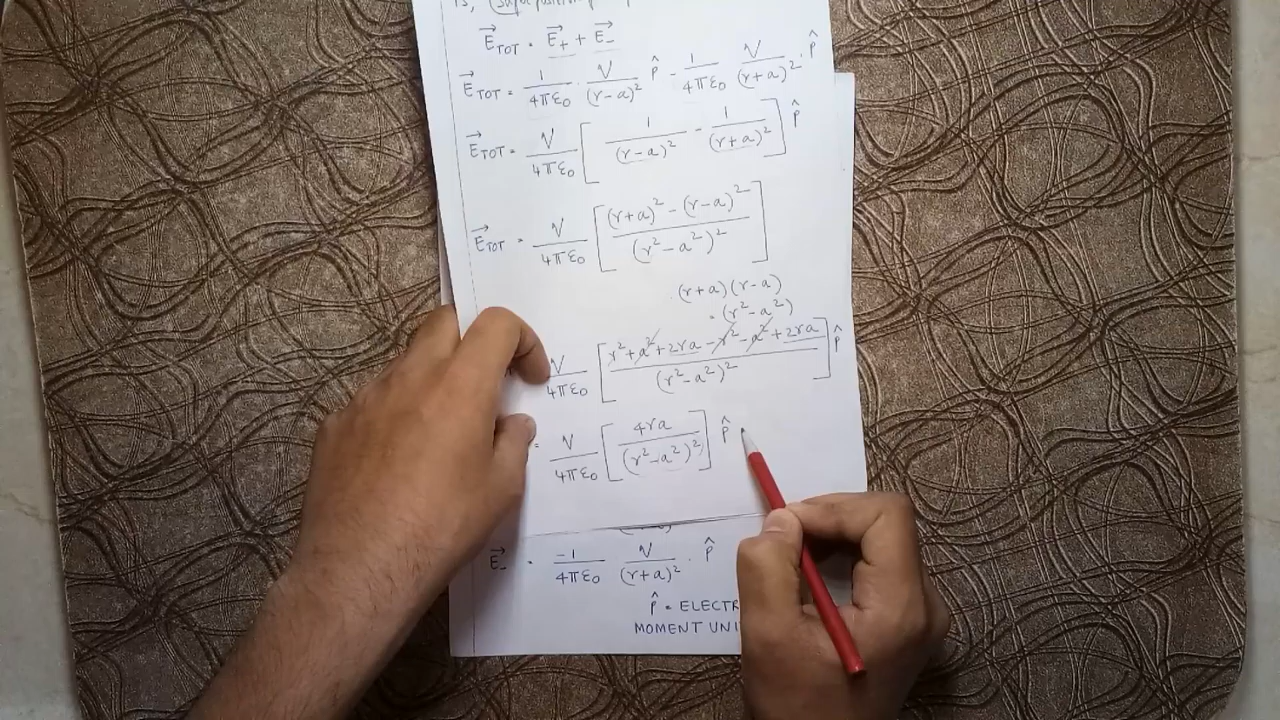 is, (superposition
E⃗TOT = E⃗+ + E⃗-
E⃗TOT = 1/4πε0 · q/(r-a)² p̂ - 1/4πε0 q/(r+a)² · p̂
E⃗TOT = q/4πε0 [ 1/(r-a)² - 1/(r+a)² ] p̂
E⃗TOT = q/4πε0 [ (r+a)² - (r-a)² / (r² - a²)² ]
(r+a)(r-a)
= (r² - a²)
q/4πε0 [ r² + a² + 2ra - r² - a² + 2ra / (r² - a²)² ] p̂
= q/4πε0 [ 4ra / (r² - a²)² ] p̂
E⃗- = -1/4πε0 q/(r+a)² · p̂
p̂ = ELECTR
MOMENT UNI